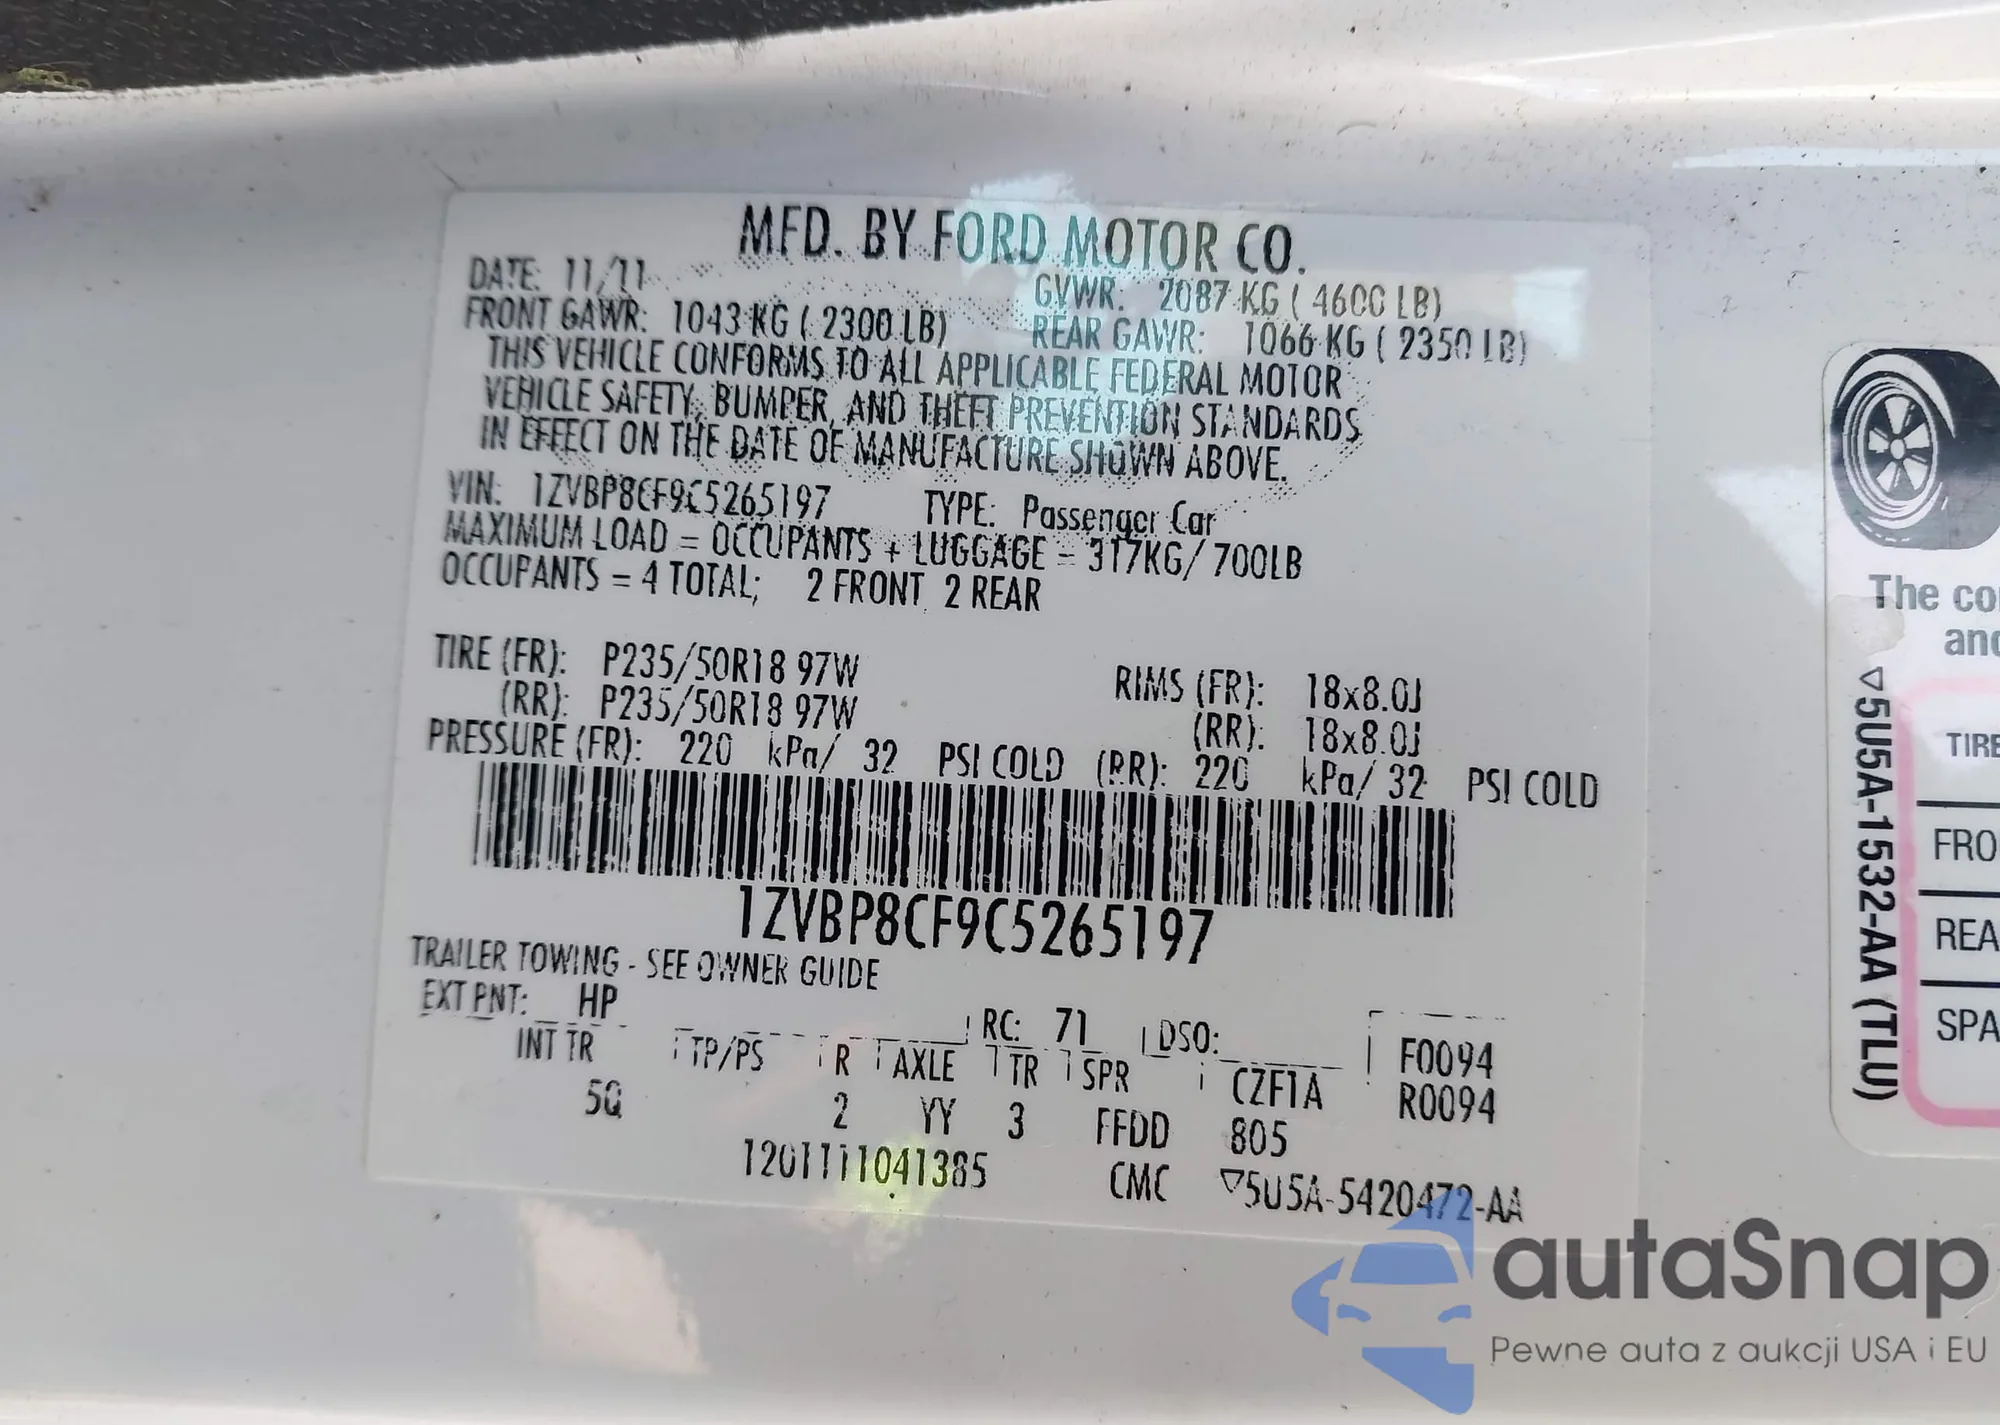 MFD. BY FORD MOTOR CO.
DATE: 11/11
GVWR: 2087 KG ( 4600 LB)
FRONT GAWR: 1043 KG ( 2300 LB)
REAR GAWR: 1066 KG ( 2350 LB)
THIS VEHICLE CONFORMS TO ALL APPLICABLE FEDERAL MOTOR
VEHICLE SAFETY, BUMPER, AND THEFT PREVENTION STANDARDS
IN EFFECT ON THE DATE OF MANUFACTURE SHOWN ABOVE.
VIN: 1ZVBP8CF9C5265197 TYPE: Passenger Car
MAXIMUM LOAD = OCCUPANTS + LUGGAGE = 317KG/ 700LB
OCCUPANTS = 4 TOTAL; 2 FRONT 2 REAR
TIRE (FR): P235/50R18 97W RIMS (FR): 18x8.0J
(RR): P235/50R18 97W (RR): 18x8.0J
PRESSURE (FR): 220 kPa/ 32 PSI COLD (RR): 220 kPa/ 32 PSI COLD
1ZVBP8CF9C5265197
TRAILER TOWING - SEE OWNER GUIDE
EXT PNT: HP RC: 71 DSO: F0094
INT TR TP/PS R AXLE TR SPR CZF1A R0094
5Q 2 YY 3 FFDD 805
1201111041385 CMC ▽5U5A-5420472-AA
The
and
▽5U5A-1532-AA (TLU)
TIRE
FRO
REA
SPA
autaSnap
Pewne auta z aukcji USA i EU